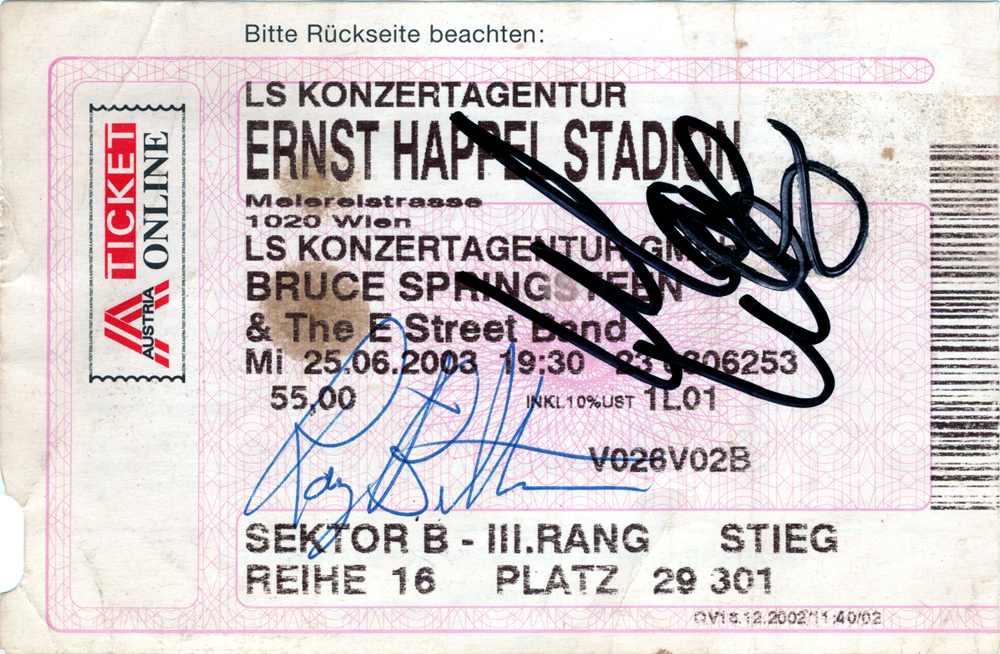 Bitte Rückseite beachten:
LS KONZERTAGENTUR
ERNST HAPPEL STADION
Meiereistrasse
1020 Wien
LS KONZERTAGENTUR GMBH
BRUCE SPRINGSTEEN
& The E Street Band
Mi 25.06.2003 19:30 23 0806253
55,00 INKL10%UST 1L01
V026V02B
SEKTOR B - III.RANG STIEG
REIHE 16 PLATZ 29 301
TICKET
ONLINE
AUSTRIA